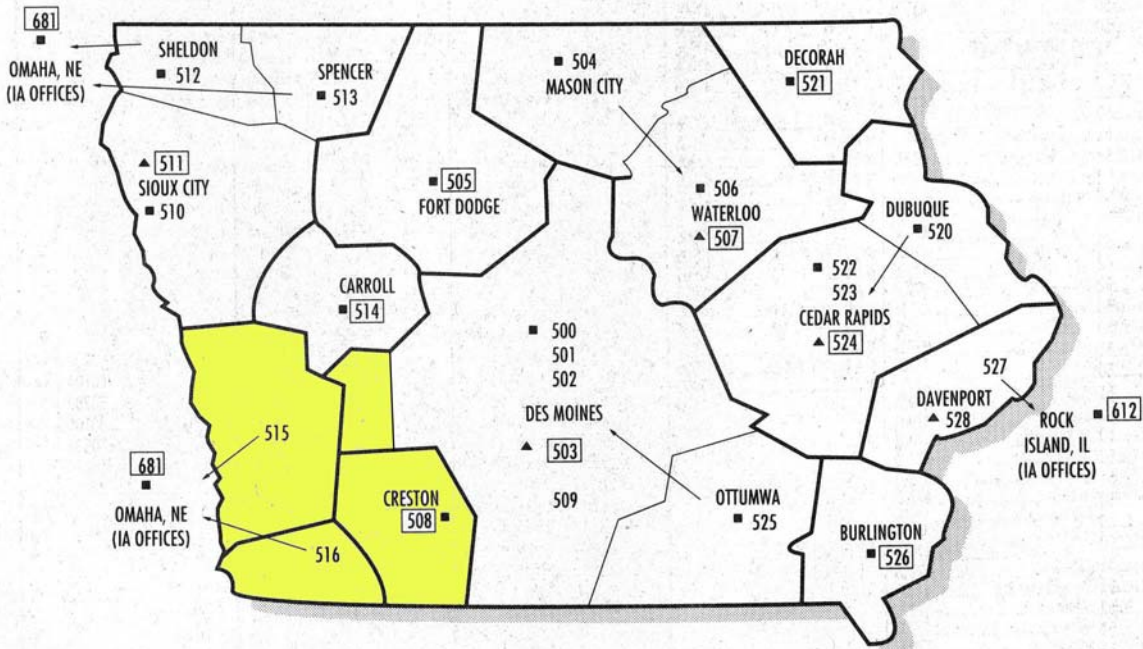 681
OMAHA, NE
(IA OFFICES)
SHELDON
512
SPENCER
513
504
MASON CITY
DECORAH
521
511
SIOUX CITY
510
505
FORT DODGE
506
WATERLOO
507
DUBUQUE
520
CARROLL
514
522
523
CEDAR RAPIDS
524
500
501
502
DES MOINES
503
509
527
DAVENPORT
528
612
ROCK
ISLAND, IL
(IA OFFICES)
515
681
OMAHA, NE
(IA OFFICES)
516
CRESTON
508
OTTUMWA
525
BURLINGTON
526